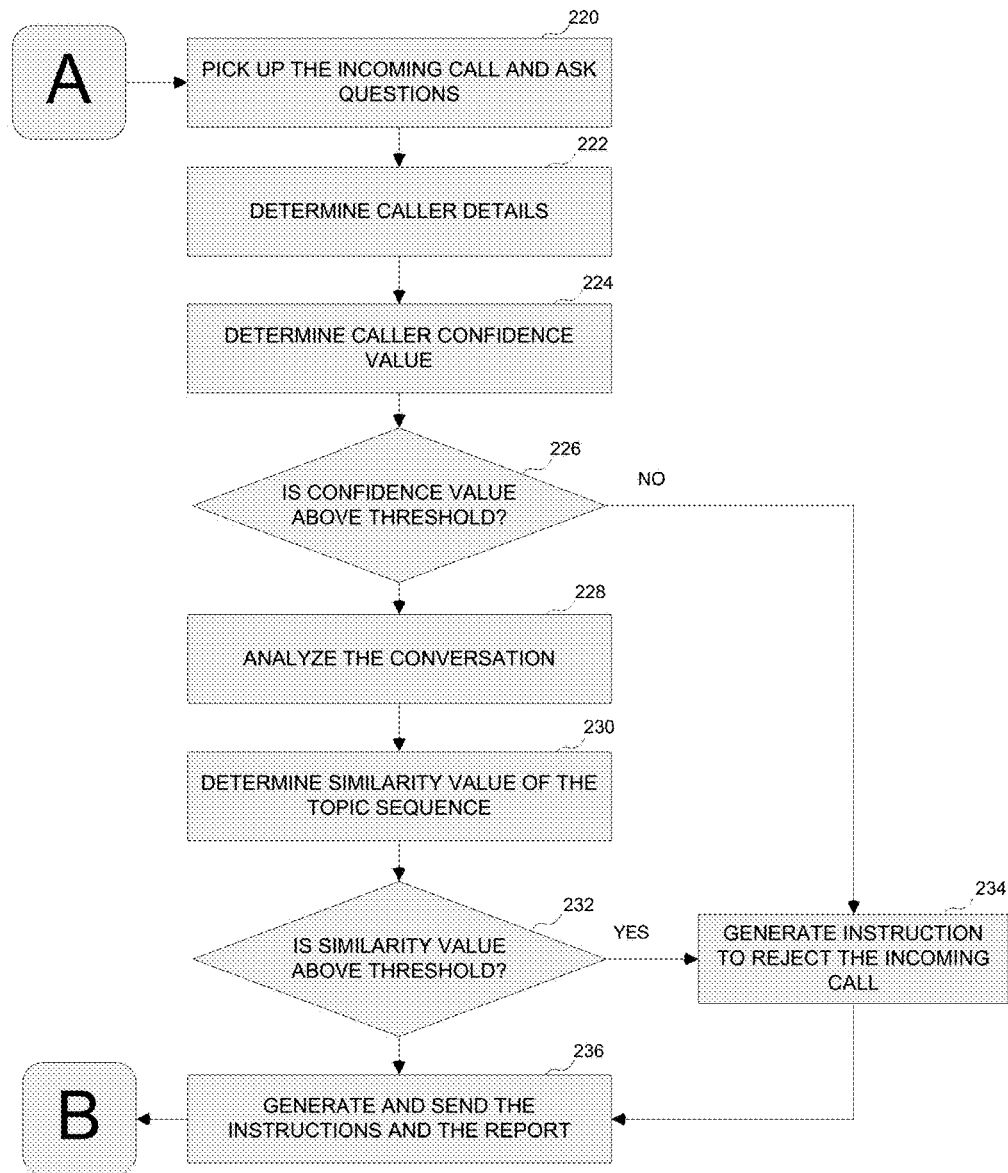 220
A
PICK UP THE INCOMING CALL AND ASK
QUESTIONS
222
DETERMINE CALLER DETAILS
224
DETERMINE CALLER CONFIDENCE
VALUE
226
IS CONFIDENCE VALUE
ABOVE THRESHOLD?
NO
228
ANALYZE THE CONVERSATION
230
DETERMINE SIMILARITY VALUE OF THE
TOPIC SEQUENCE
232
IS SIMILARITY VALUE
ABOVE THRESHOLD?
YES
234
GENERATE INSTRUCTION
TO REJECT THE INCOMING
CALL
236
GENERATE AND SEND THE
INSTRUCTIONS AND THE REPORT
B